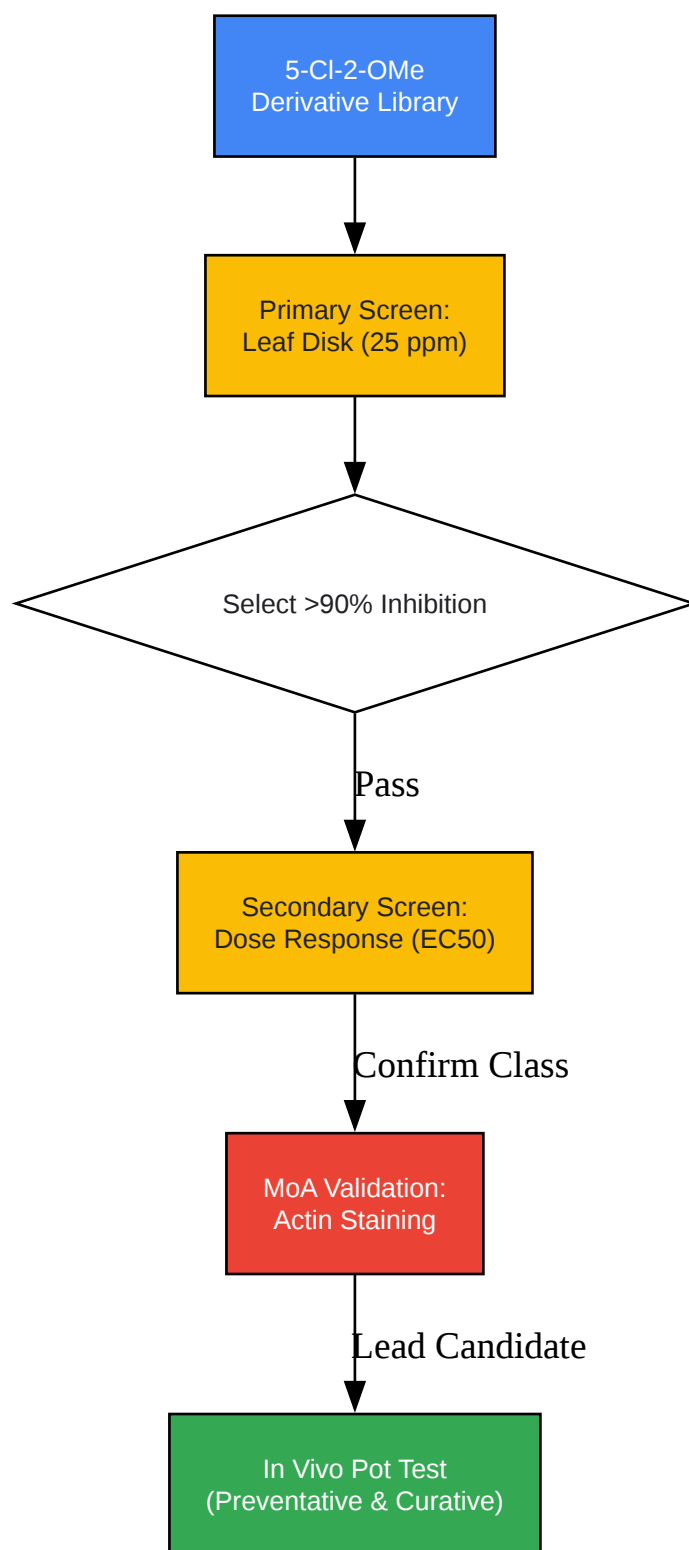 5-Cl-2-OMe
Derivative Library
Primary Screen:
Leaf Disk (25 ppm)
Select >90% Inhibition
Pass
Secondary Screen:
Dose Response (EC50)
Confirm Class
MoA Validation:
Actin Staining
Lead Candidate
In Vivo Pot Test
(Preventative & Curative)